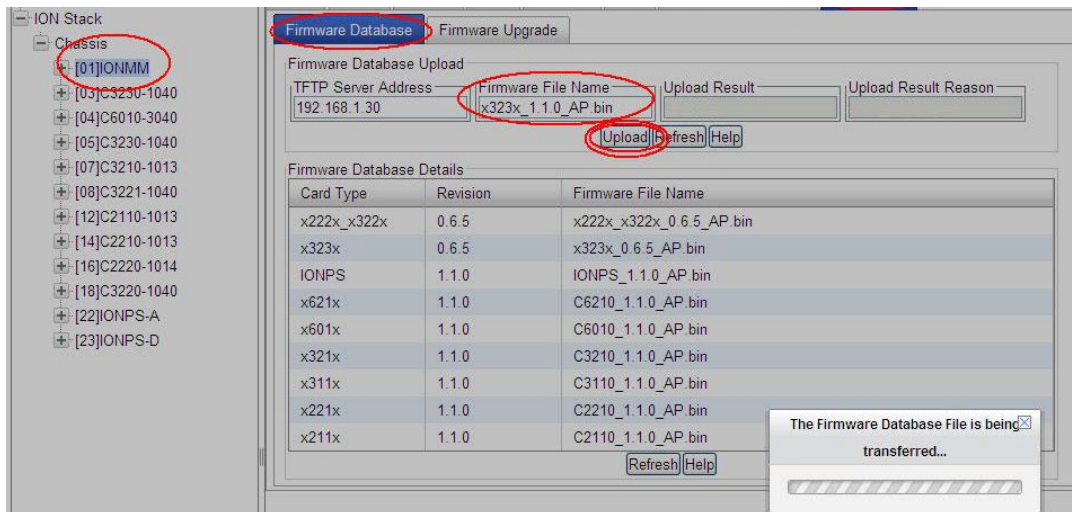 ION Stack
Chassis
[01]IONMM
[03]C3230-1040
[04]C6010-3040
[05]C3230-1040
[07]C3210-1013
[08]C3221-1040
[12]C2110-1013
[14]C2210-1013
[16]C2220-1014
[18]C3220-1040
[22]IONPS-A
[23]IONPS-D
Firmware Database Firmware Upgrade
Firmware Database Upload
TFTP Server Address Firmware File Name Upload Result Upload Result Reason
192.168.1.30 x323x_1.1.0_AP.bin
Upload Refresh Help
Firmware Database Details
Card Type Revision Firmware File Name
x222x_x322x 0.6.5 x222x_x322x_0.6.5_AP.bin
x323x 0.6.5 x323x_0.6.5_AP.bin
IONPS 1.1.0 IONPS_1.1.0_AP.bin
x621x 1.1.0 C6210_1.1.0_AP.bin
x601x 1.1.0 C6010_1.1.0_AP.bin
x321x 1.1.0 C3210_1.1.0_AP.bin
x311x 1.1.0 C3110_1.1.0_AP.bin
x221x 1.1.0 C2210_1.1.0_AP.bin
x211x 1.1.0 C2110_1.1.0_AP.bin
Refresh Help
The Firmware Database File is being
transferred...